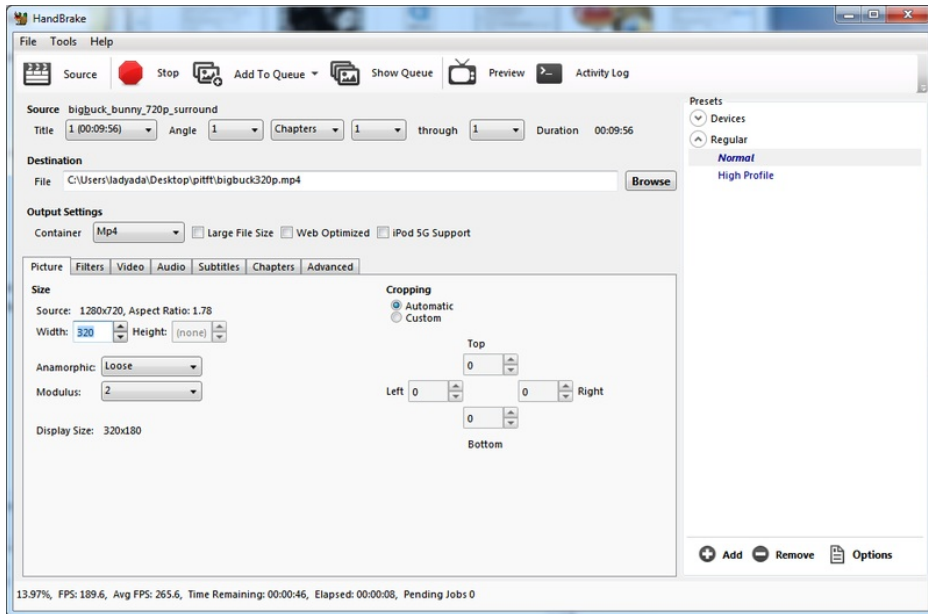 HandBrake
File Tools Help
Source Stop Add To Queue Show Queue Preview Activity Log
Source bigbuck_bunny_720p_surround
Title 1 (00:09:56) Angle 1 Chapters 1 through 1 Duration 00:09:56
Destination
File C:\Users\ladyada\Desktop\pitft\bigbuck320p.mp4 Browse
Output Settings
Container Mp4 Large File Size Web Optimized iPod 5G Support
Picture Filters Video Audio Subtitles Chapters Advanced
Size
Source: 1280x720, Aspect Ratio: 1.78
Width: 320 Height: (none)
Anamorphic: Loose
Modulus: 2
Display Size: 320x180
Cropping
Automatic
Custom
Top
0
Left 0 0 Right
0
Bottom
Presets
Devices
Regular
Normal
High Profile
Add Remove Options
13.97%, FPS: 189.6, Avg FPS: 265.6, Time Remaining: 00:00:46, Elapsed: 00:00:08, Pending Jobs 0